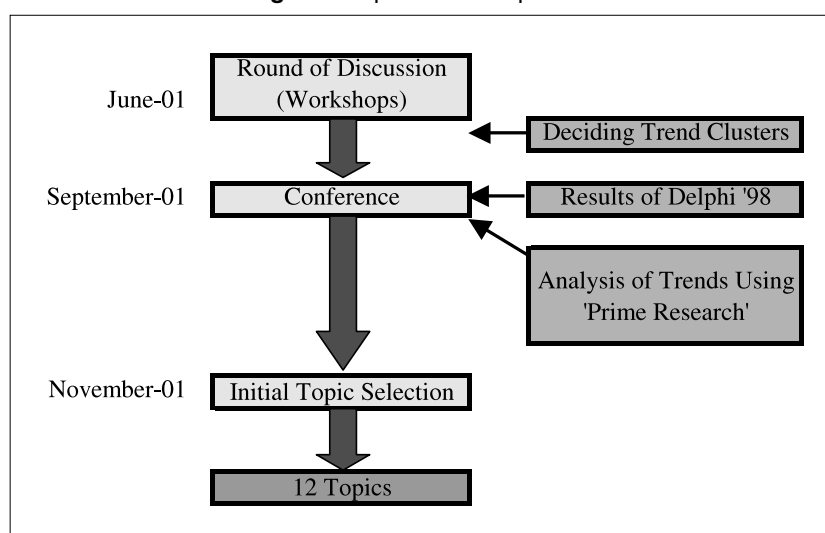 Round of Discussion
(Workshops)
June-01
Deciding Trend Clusters
September-01
Conference
Results of Delphi '98
Analysis of Trends Using
'Prime Research'
November-01
Initial Topic Selection
12 Topics